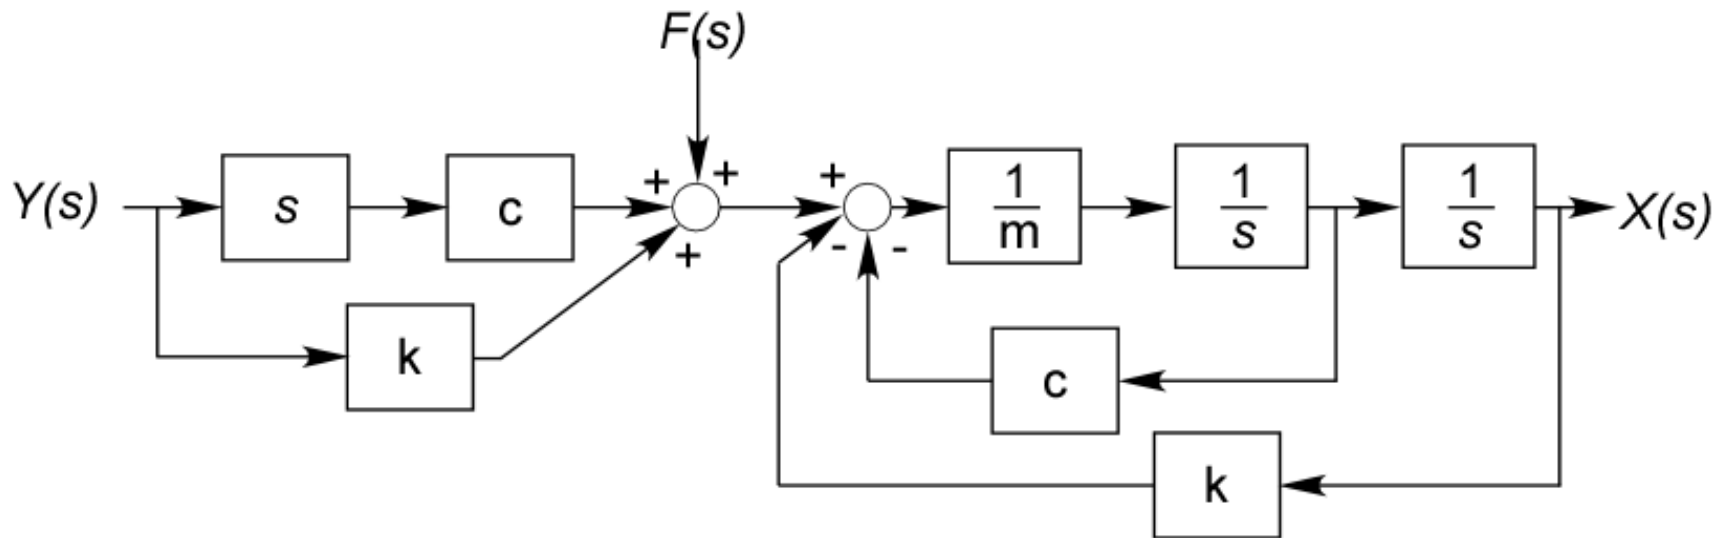 F(s)
+ + +
Y(s) s c 1/m 1/s 1/s X(s)
+ - -
k c
k